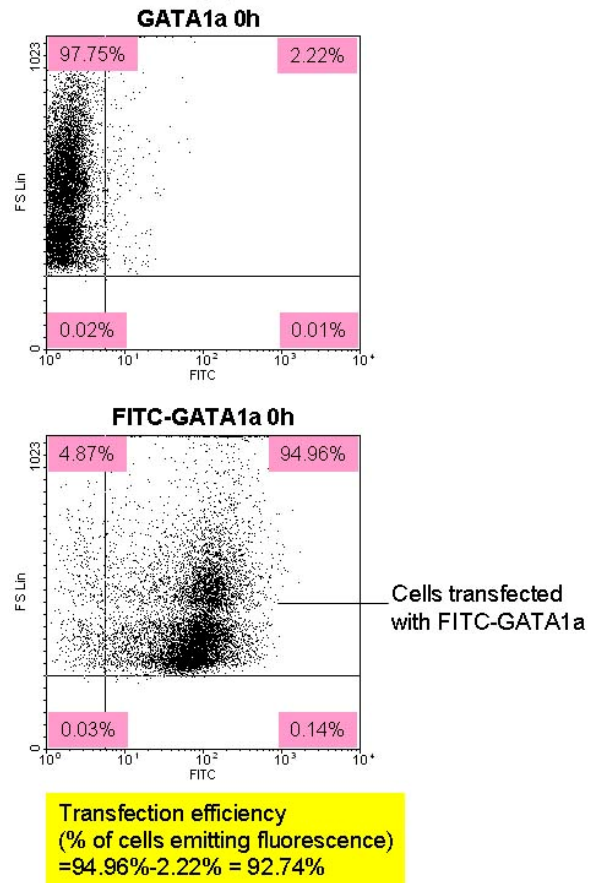 GATA1a 0h
97.75% 2.22%
1023
FS Lin
0.02% 0.01%
0
10⁰ 10¹ 10² 10³ 10⁴
FITC
FITC-GATA1a 0h
4.87% 94.96%
1023
FS Lin
Cells transfected
with FITC-GATA1a
0.03% 0.14%
0
10⁰ 10¹ 10² 10³ 10⁴
FITC
Transfection efficiency
(% of cells emitting fluorescence)
=94.96%-2.22% = 92.74%